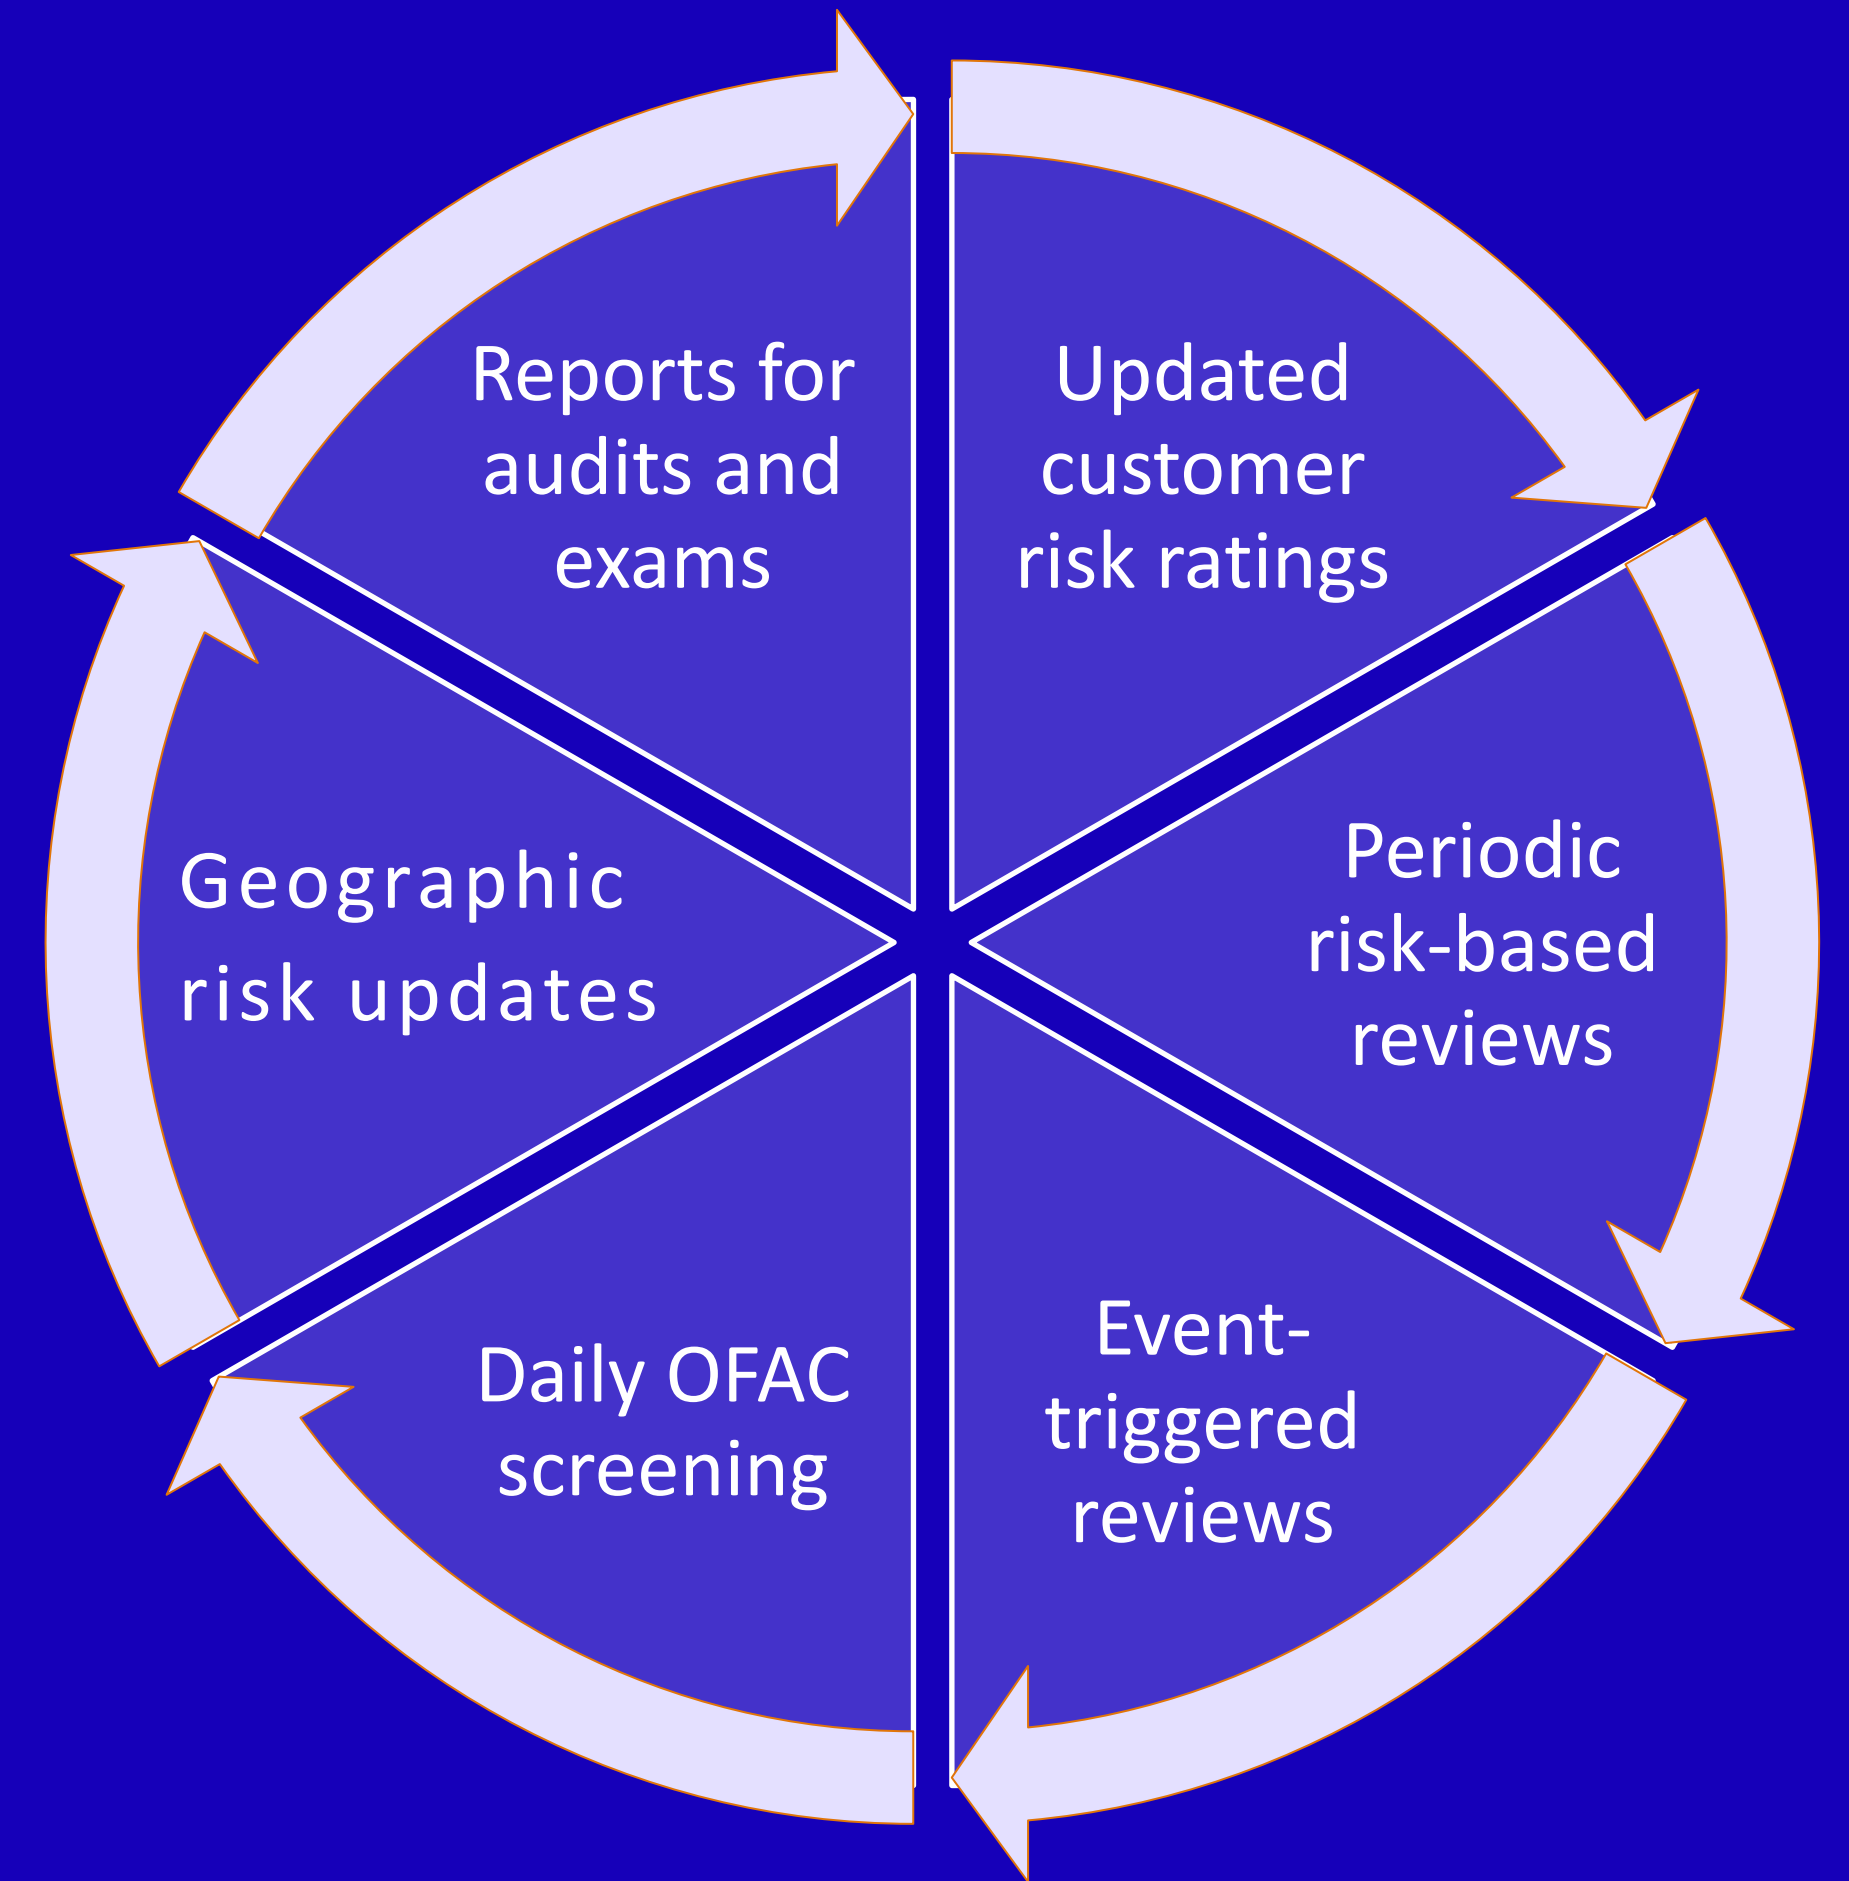 Updated
customer
risk ratings
Periodic
risk-based
reviews
Event-
triggered
reviews
Daily OFAC
screening
Geographic
risk updates
Reports for
audits and
exams